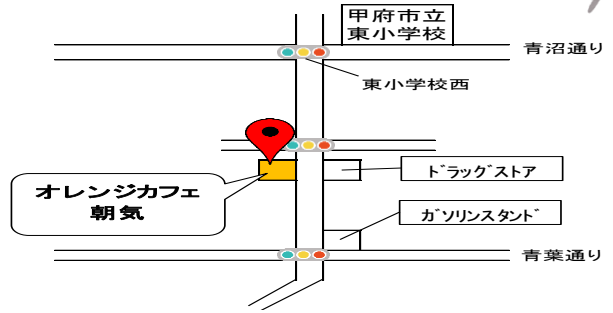 甲府市立
東小学校
青沼通り
東小学校西
ドラッグストア
オレンジカフェ
朝気
ガソリンスタンド
青葉通り